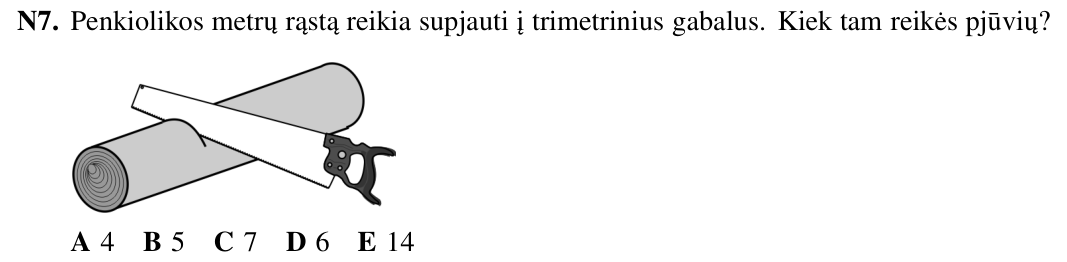 N7. Penkiolikos metrų rąstą reikia supjauti į trimetrinius gabalus. Kiek tam reikės pjūvių?
A 4 B 5 C 7 D 6 E 14